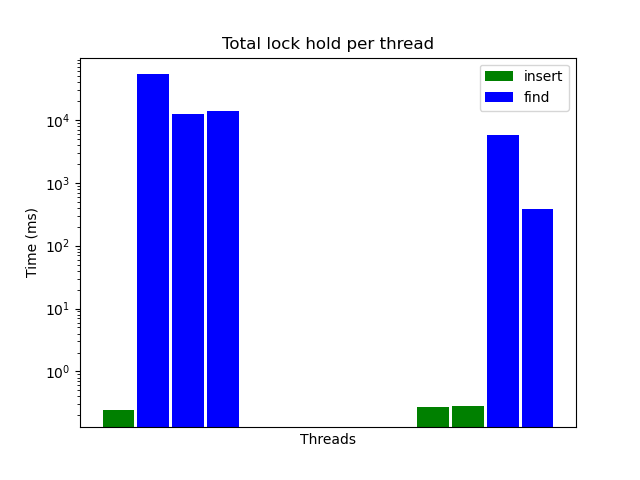 Total lock hold per thread
insert
find
10⁴
10³
10²
10¹
10⁰
Time (ms)
Threads